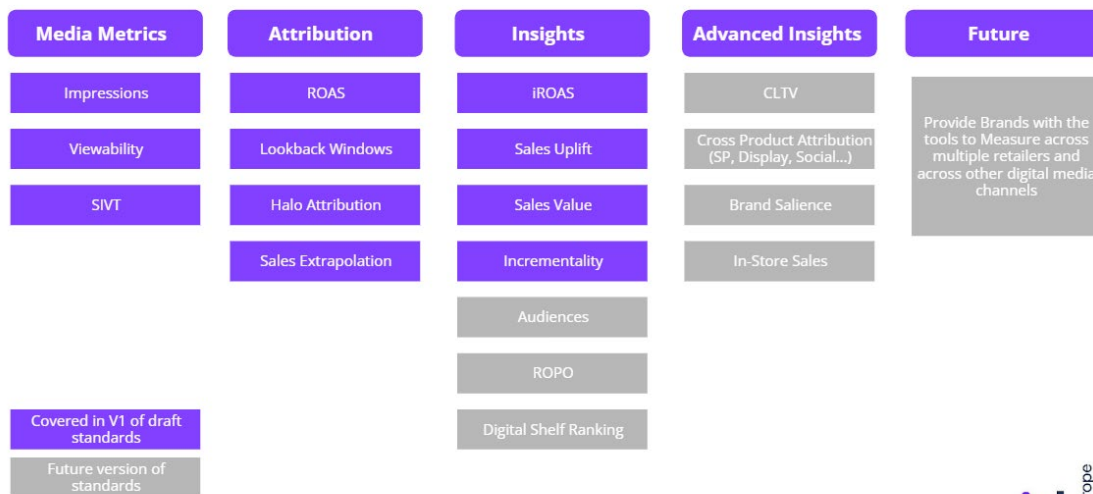 Media Metrics
Attribution
Insights
Advanced Insights
Future
Impressions
ROAS
iROAS
CLTV
Viewability
Lookback Windows
Sales Uplift
Cross Product Attribution
(SP, Display, Social...)
Provide Brands with the
tools to Measure across
multiple retailers and
across other digital media
channels
SIVT
Halo Attribution
Sales Value
Brand Salience
Sales Extrapolation
Incrementality
In-Store Sales
Audiences
ROPO
Digital Shelf Ranking
Covered in V1 of draft
standards
Future version of
standards